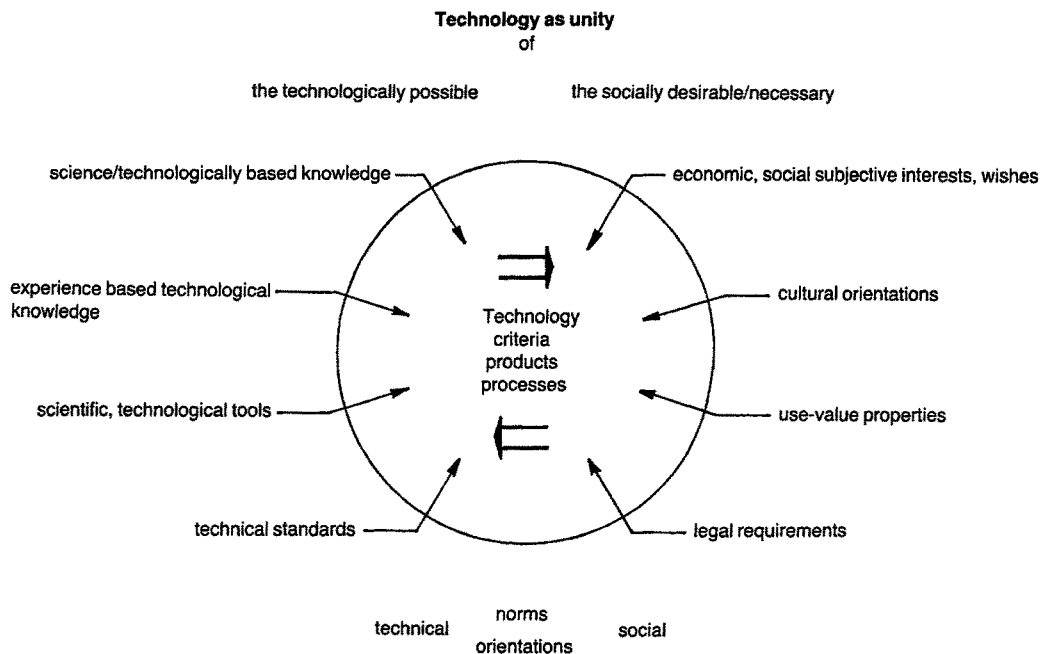 Technology as unity
of
the technologically possible
the socially desirable/necessary
science/technologically based knowledge
economic, social subjective interests, wishes
experience based technological
knowledge
cultural orientations
Technology
criteria
products
processes
scientific, technological tools
use-value properties
technical standards
legal requirements
norms
technical
social
orientations